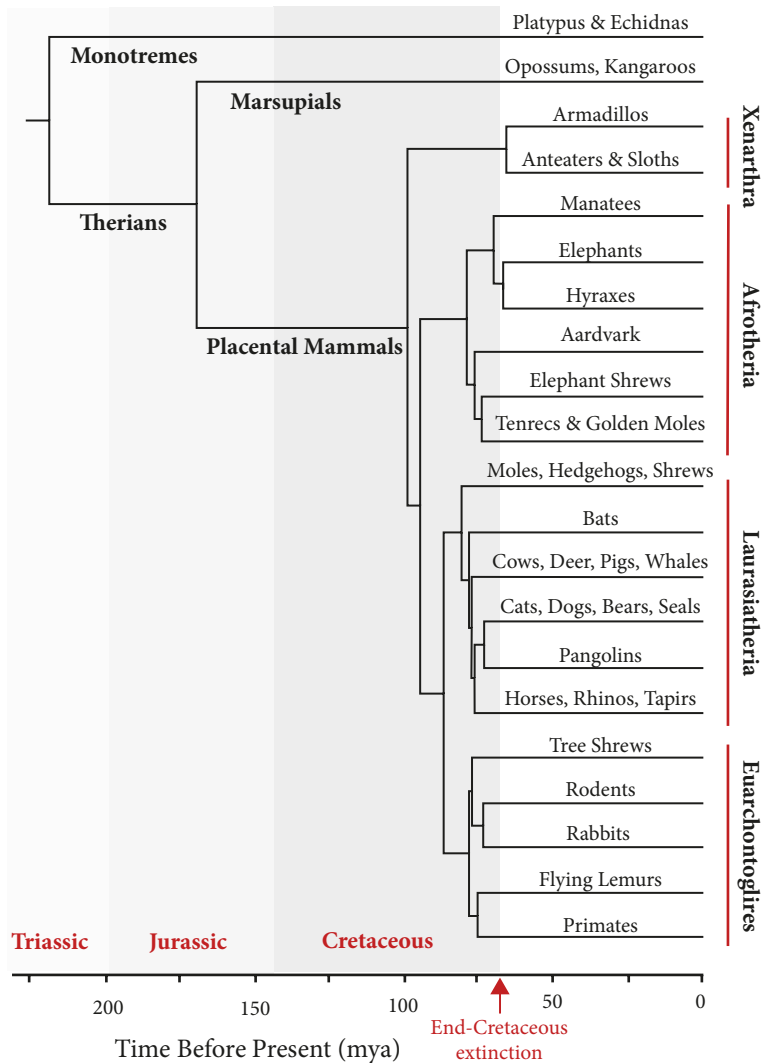 Platypus & Echidnas
Monotremes
Opossums, Kangaroos
Marsupials
Armadillos
Anteaters & Sloths
Xenarthra
Therians
Manatees
Elephants
Hyraxes
Placental Mammals
Aardvark
Elephant Shrews
Tenrecs & Golden Moles
Afrotheria
Moles, Hedgehogs, Shrews
Bats
Cows, Deer, Pigs, Whales
Cats, Dogs, Bears, Seals
Pangolins
Horses, Rhinos, Tapirs
Laurasiatheria
Tree Shrews
Rodents
Rabbits
Flying Lemurs
Primates
Euarchontoglires
Triassic
Jurassic
Cretaceous
200
150
100
50
0
End-Cretaceous
extinction
Time Before Present (mya)